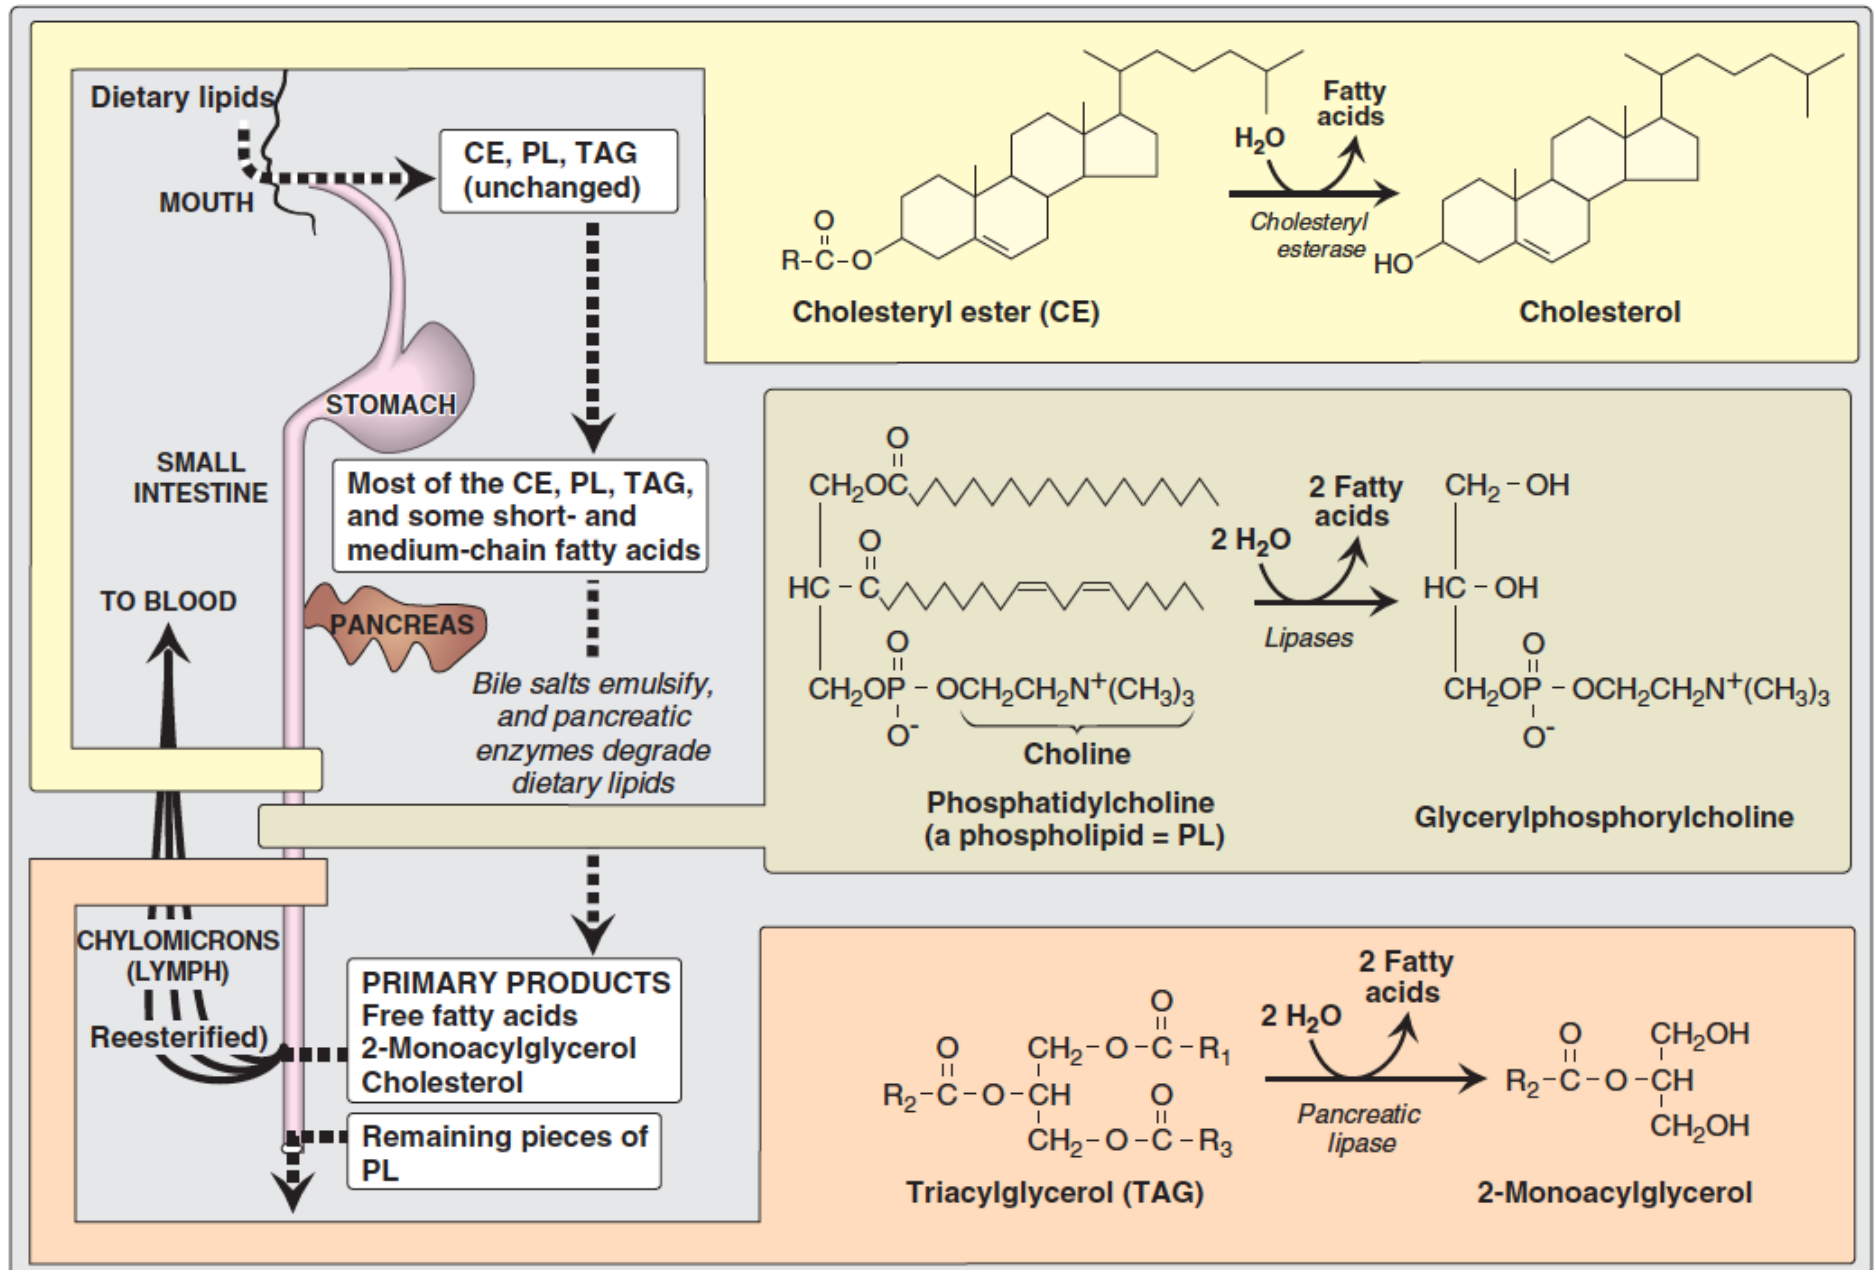 Dietary lipids
MOUTH
CE, PL, TAG
(unchanged)
STOMACH
SMALL
INTESTINE
Most of the CE, PL, TAG,
and some short- and
medium-chain fatty acids
TO BLOOD
PANCREAS
Bile salts emulsify,
and pancreatic
enzymes degrade
dietary lipids
CHYLOMICRONS
(LYMPH)
Reesterified)
PRIMARY PRODUCTS
Free fatty acids
2-Monoacylglycerol
Cholesterol
Remaining pieces of
PL
O
R–C–O
Cholesteryl ester (CE)
H₂O
Fatty
acids
Cholesteryl
esterase
HO
Cholesterol
O
CH₂OC
O
HC – C
O
CH₂OP – OCH₂CH₂N⁺(CH₃)₃
O⁻
Choline
Phosphatidylcholine
(a phospholipid = PL)
2 H₂O
2 Fatty
acids
Lipases
CH₂ – OH
HC – OH
O
CH₂OP – OCH₂CH₂N⁺(CH₃)₃
O⁻
Glycerylphosphorylcholine
O
O
CH₂–O–C–R₁
R₂–C–O–CH
O
CH₂–O–C–R₃
Triacylglycerol (TAG)
2 H₂O
2 Fatty
acids
Pancreatic
lipase
O
CH₂OH
R₂–C–O–CH
CH₂OH
2-Monoacylglycerol